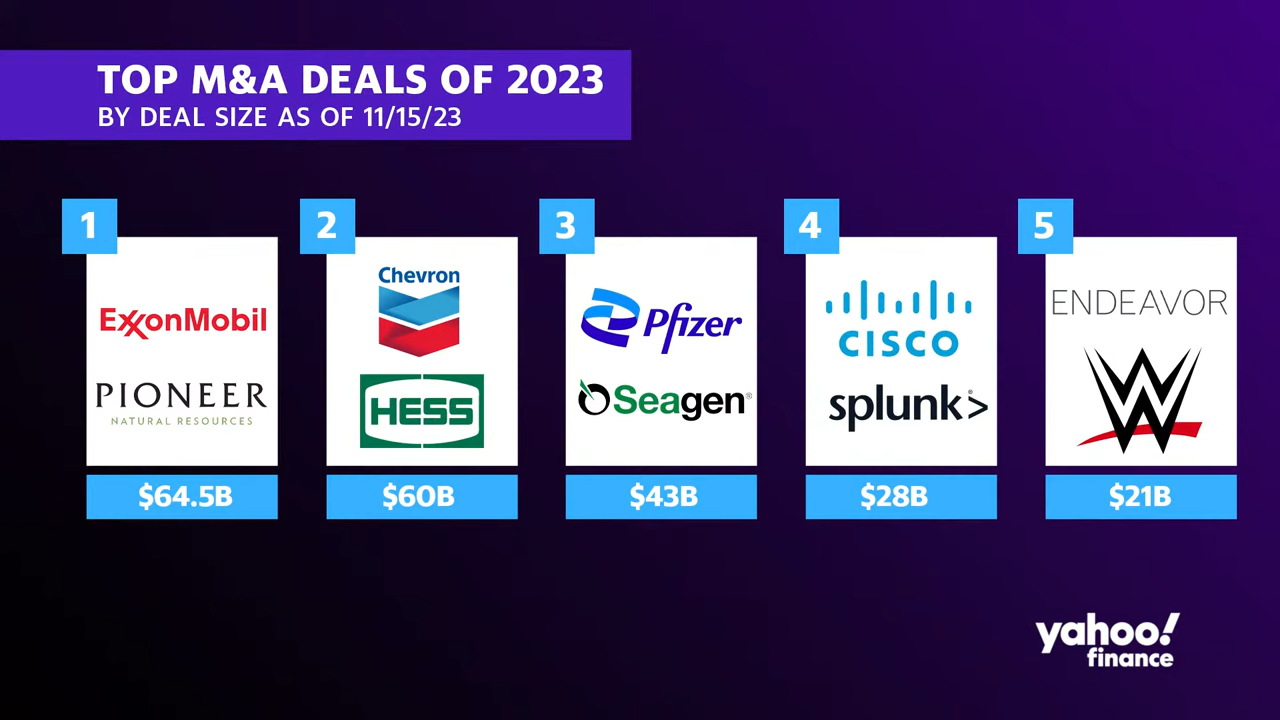 TOP M&A DEALS OF 2023
BY DEAL SIZE AS OF 11/15/23
1
ExxonMobil
PIONEER
NATURAL RESOURCES
$64.5B
2
Chevron
HESS
$60B
3
Pfizer
Seagen®
$43B
4
CISCO
splunk>®
$28B
5
ENDEAVOR
W
$21B
yahoo!
finance